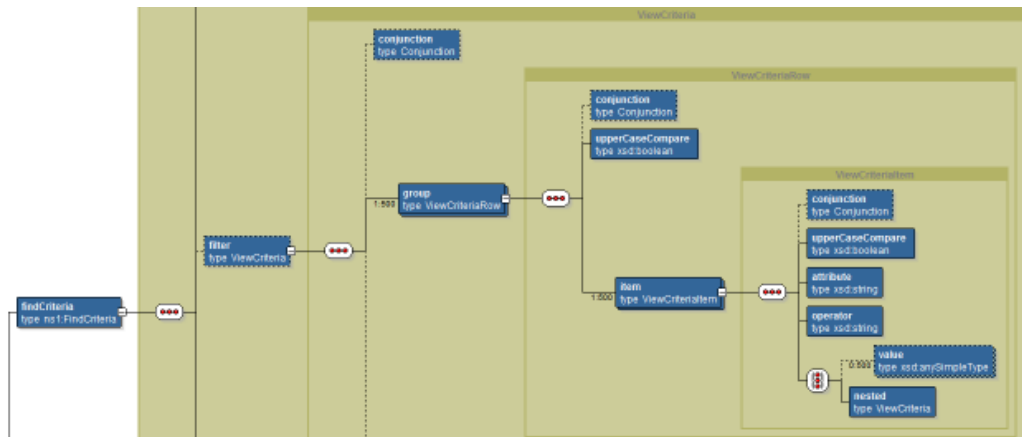 ViewCriteria
conjunction
type Conjunction
ViewCriteriaRow
conjunction
type Conjunction
upperCaseCompare
type xsd:boolean
ViewCriteriaItem
group
type ViewCriteriaRow
1:500
conjunction
type Conjunction
upperCaseCompare
type xsd:boolean
filter
type ViewCriteria
attribute
type xsd:string
item
type ViewCriteriaItem
1:500
findCriteria
type ns1:FindCriteria
operator
type xsd:string
value
type xsd:anySimpleType
0:500
nested
type ViewCriteria